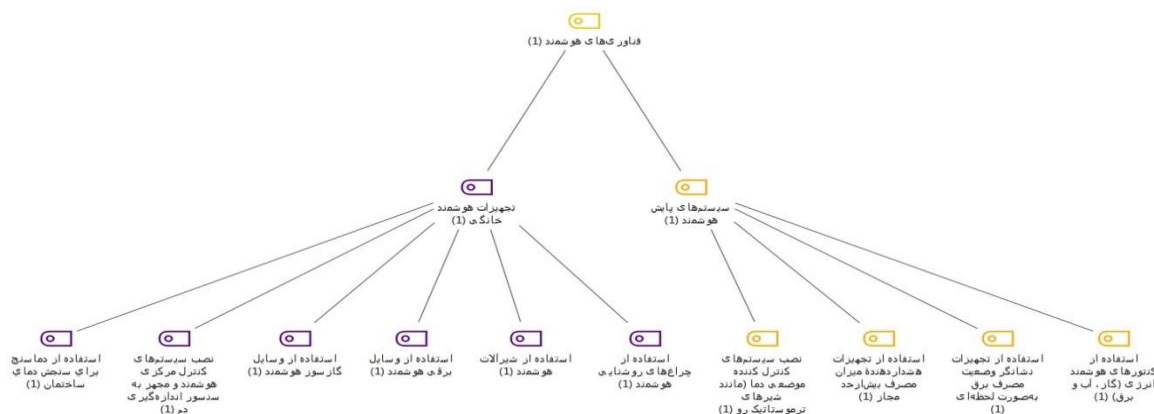 فناوری‌های هوشمند (1)
سیستم‌های پایش
هوشمند (1)
تجهیزات هوشمند
خانگی (1)
استفاده از
کنتورهای هوشمند
انرژی (گاز، آب و
برق) (1)
استفاده از تجهیزات
نشانگر وضعیت
مصرف برق
به‌صورت لحظه‌ای
(1)
استفاده از تجهیزات
هشداردهندهٔ میزان
مصرف بیش‌ازحد
مجاز (1)
نصب سیستم‌های
کنترل کننده
موضعی دما (مانند
شیرهای
ترموستاتیک رو (1)
استفاده از
چراغ‌های روشنایی
هوشمند (1)
استفاده از شیرآلات
هوشمند (1)
استفاده از وسایل
برقی هوشمند (1)
استفاده از وسایل
گازسوز هوشمند (1)
نصب سیستم‌های
کنترل مرکزی
هوشمند و مجهز به
سنسور اندازه‌گیری
دم (1)
استفاده از دماسنج
براي سنجش دماي
ساختمان (1)